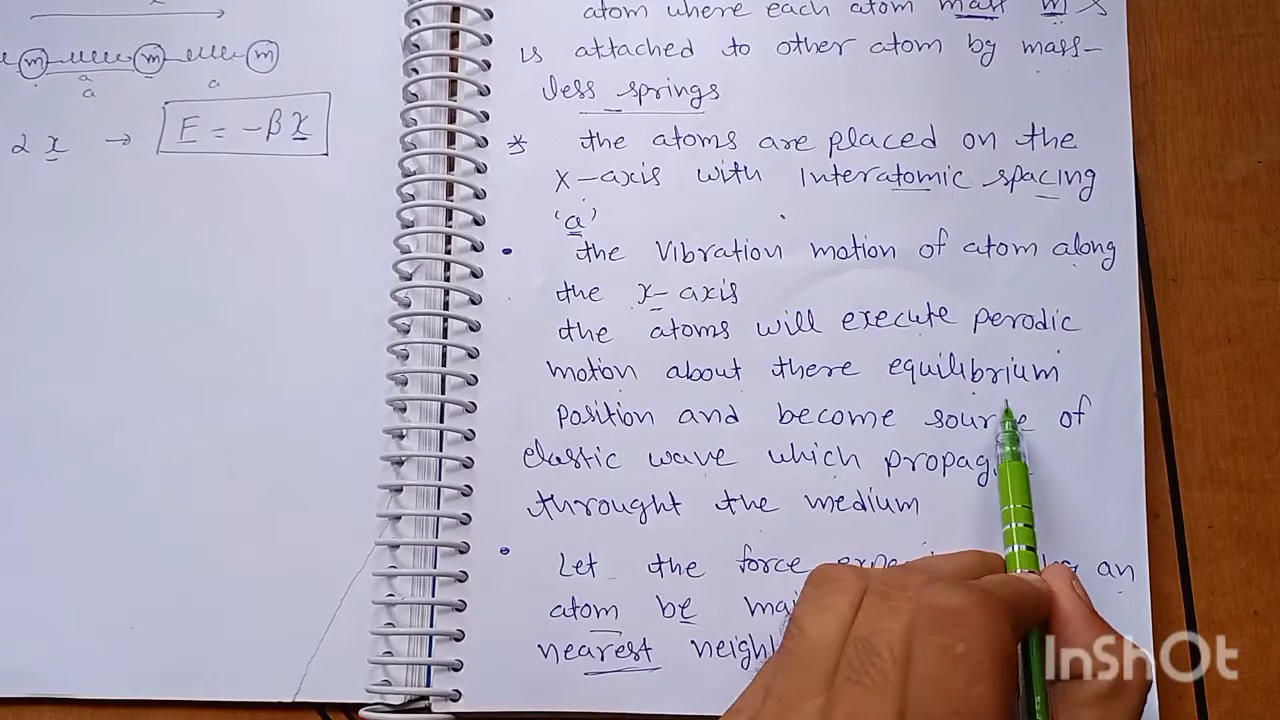 m m m
a a
α x → F = -βx
atom where each atom mass m
is attached to other atom by mass-
less springs
* the atoms are placed on the
x-axis with interatomic spacing
'a'
• the vibration motion of atom along
the x-axis
the atoms will execute perodic
motion about there equilibrium
position and become source of
elastic wave which propag
throught the medium
• Let the force an
atom be
nearest
InShOt